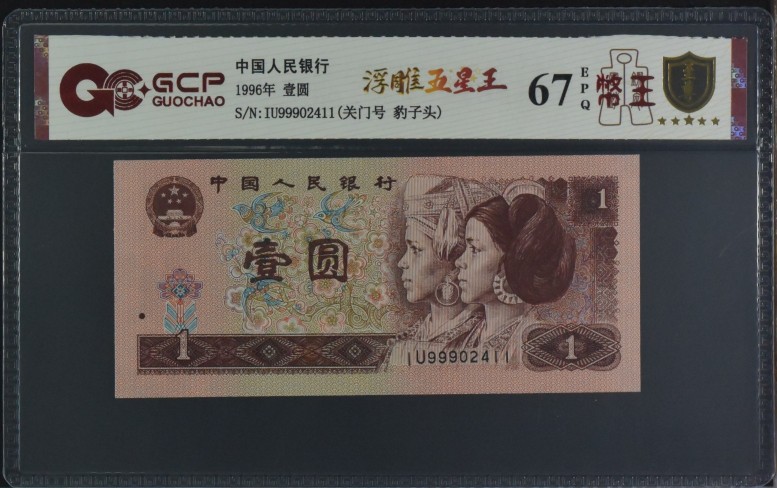 GCP
GUOCHAO
中国人民银行
1996年 壹圆
S/N:IU99902411(关门号 豹子头)
浮雕五星王
67
EPQ
幣王
中国人民银行
1
壹圆
1
IU99902411
1